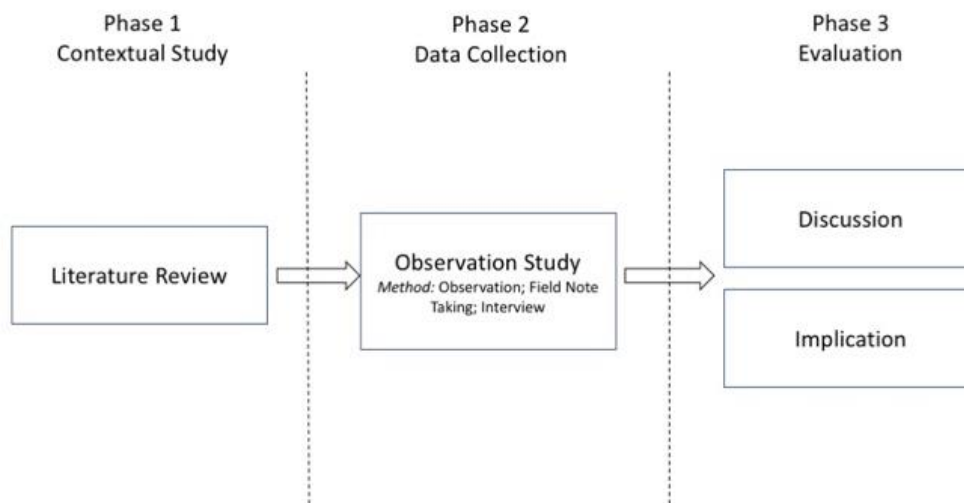 Phase 1
Contextual Study
Phase 2
Data Collection
Phase 3
Evaluation
Literature Review
Observation Study
Method: Observation; Field Note
Taking; Interview
Discussion
Implication